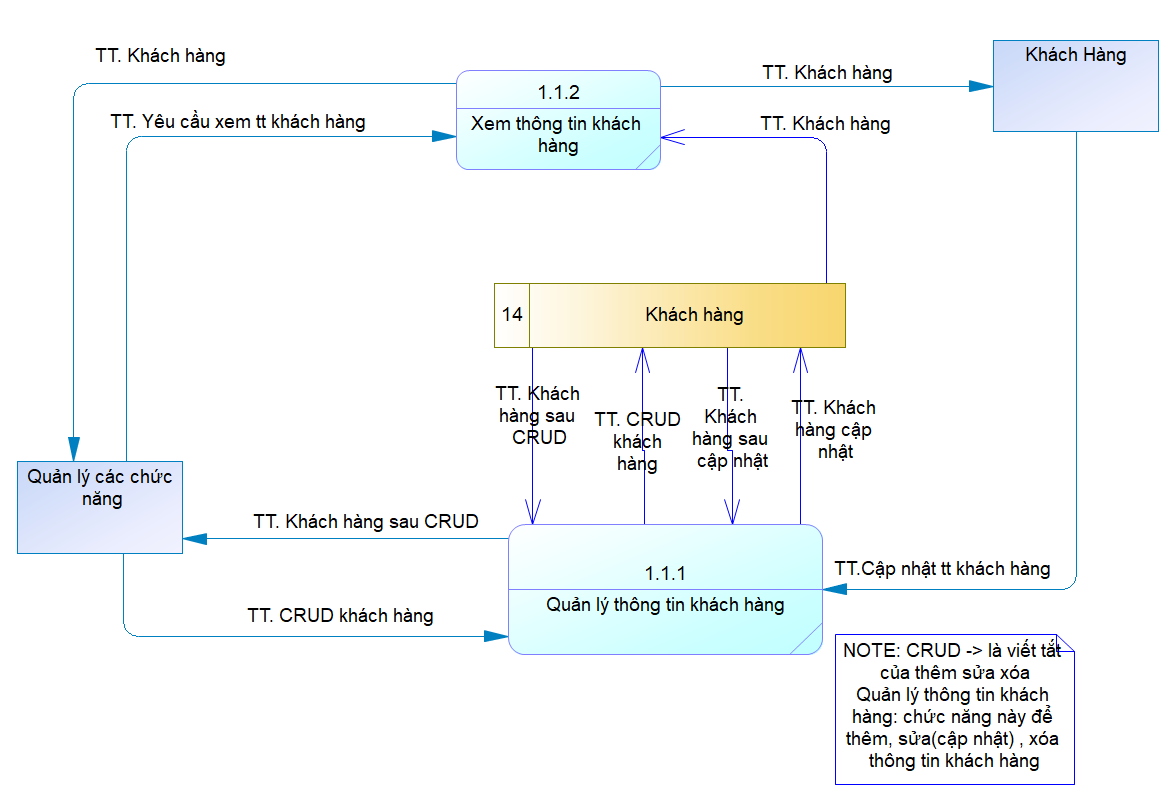 TT. Khách hàng
Khách Hàng
TT. Khách hàng
1.1.2
TT. Yêu cầu xem tt khách hàng
Xem thông tin khách
hàng
TT. Khách hàng
14
Khách hàng
TT. Khách
hàng sau
CRUD
TT. CRUD
khách
hàng
TT.
Khách
hàng sau
cập nhật
TT. Khách
hàng cập
nhật
Quản lý các chức
năng
TT. Khách hàng sau CRUD
1.1.1
Quản lý thông tin khách hàng
TT.Cập nhật tt khách hàng
TT. CRUD khách hàng
NOTE: CRUD -> là viết tắt
của thêm sửa xóa
Quản lý thông tin khách
hàng: chức năng này để
thêm, sửa(cập nhật) , xóa
thông tin khách hàng